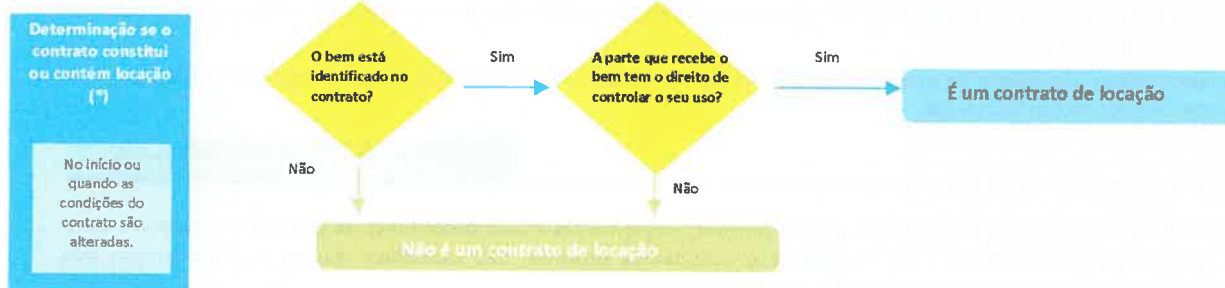 Determinação se o
contrato constitui
ou contém locação
(*)
No início ou
quando as
condições do
contrato são
alteradas.
O bem está
identificado no
contrato?
Sim
A parte que recebe o
bem tem o direito de
controlar o seu uso?
Sim
É um contrato de locação
Não
Não
Não é um contrato de locação